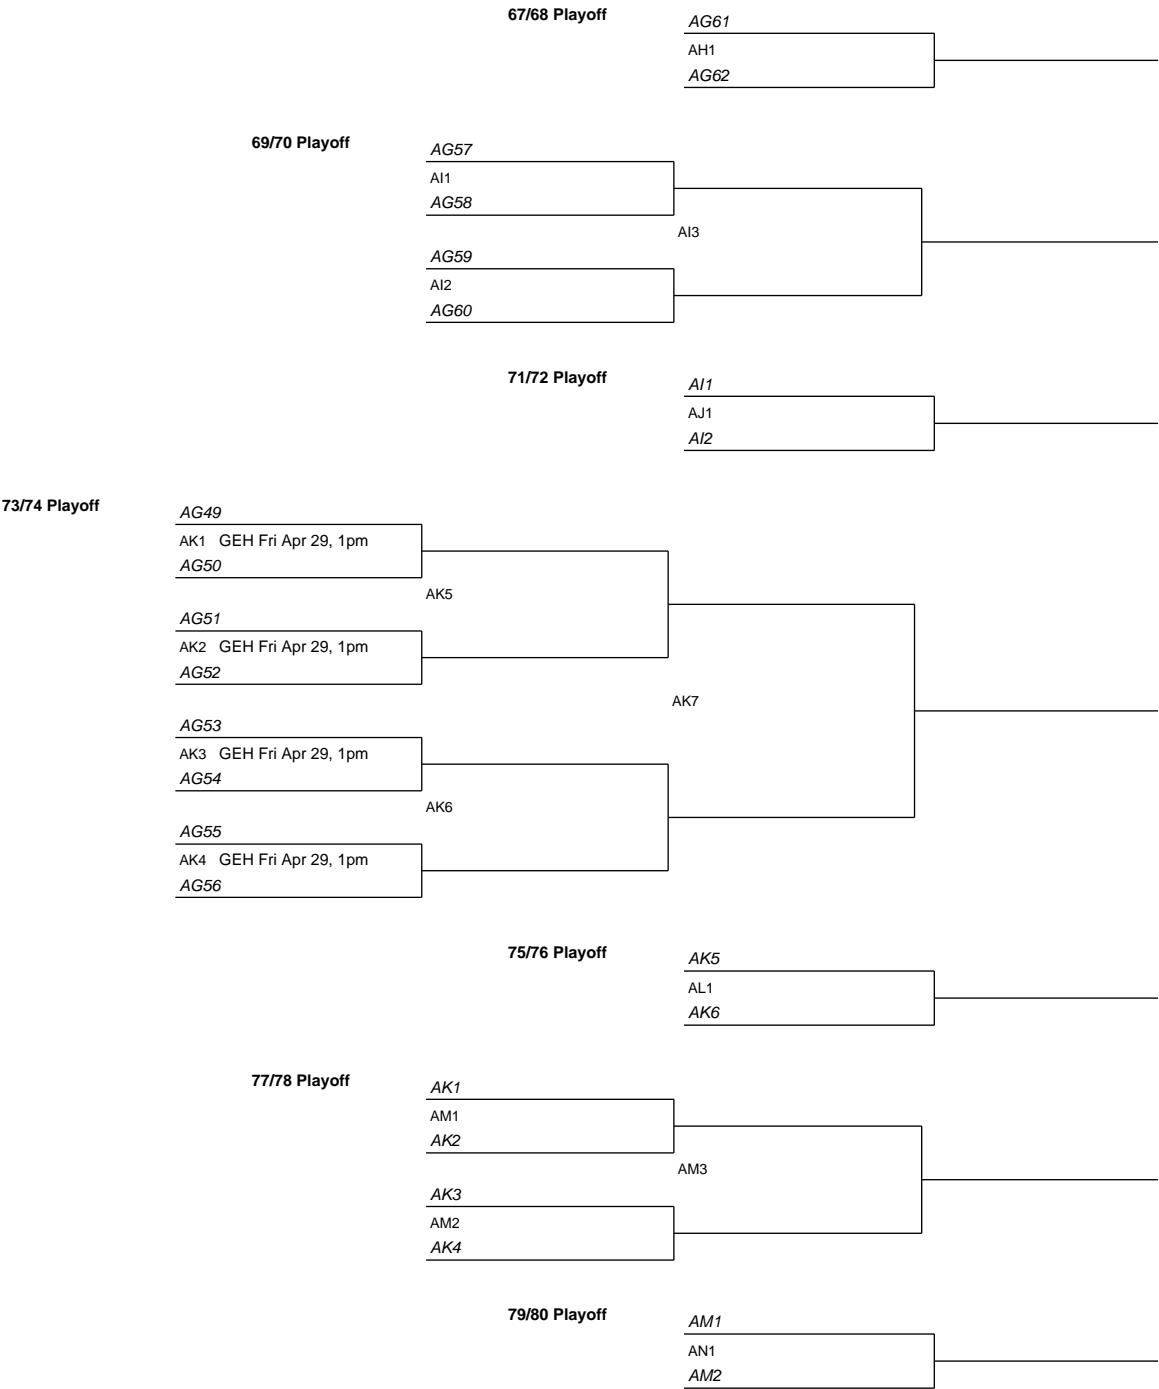 67/68 Playoff
AG61
AH1
AG62
69/70 Playoff
AG57
AI1
AG58
AI3
AG59
AI2
AG60
71/72 Playoff
AI1
AJ1
AI2
73/74 Playoff
AG49
AK1 GEH Fri Apr 29, 1pm
AG50
AK5
AG51
AK2 GEH Fri Apr 29, 1pm
AG52
AK7
AG53
AK3 GEH Fri Apr 29, 1pm
AG54
AK6
AG55
AK4 GEH Fri Apr 29, 1pm
AG56
75/76 Playoff
AK5
AL1
AK6
77/78 Playoff
AK1
AM1
AK2
AM3
AK3
AM2
AK4
79/80 Playoff
AM1
AN1
AM2